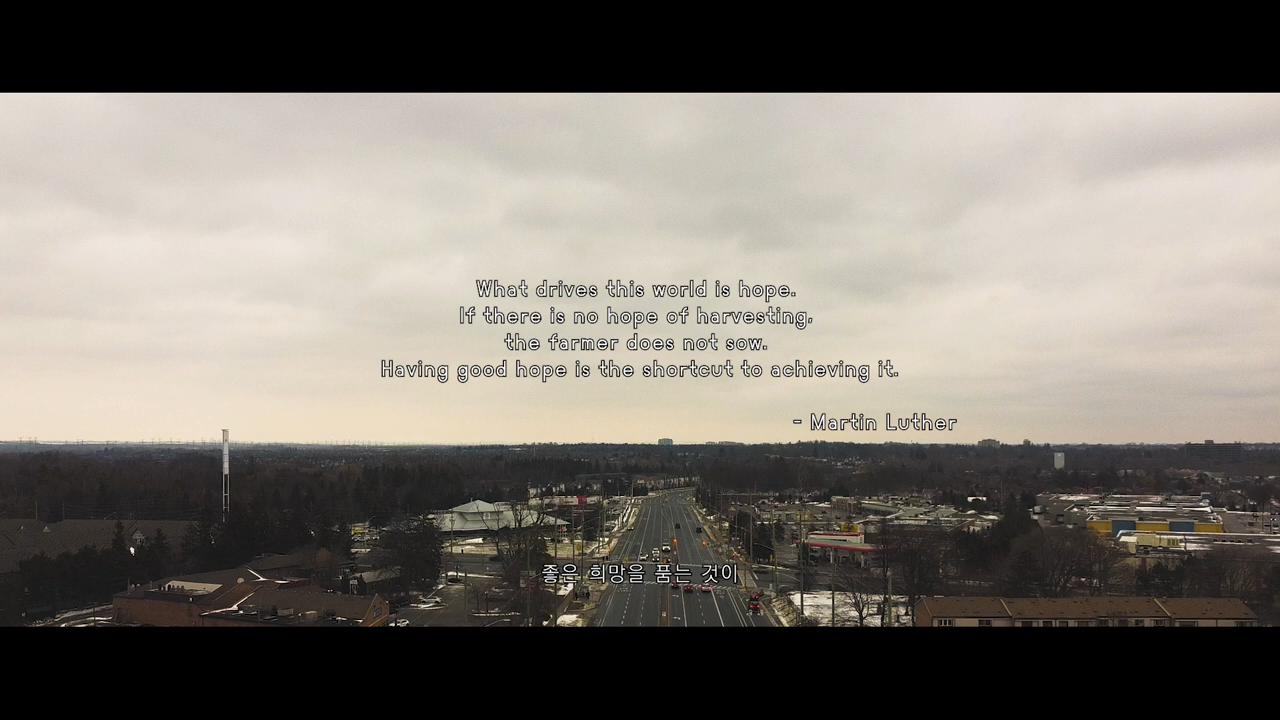 What drives this world is hope.
If there is no hope of harvesting,
the farmer does not sow.
Having good hope is the shortcut to achieving it.
- Martin Luther
좋은 희망을 품는 것이